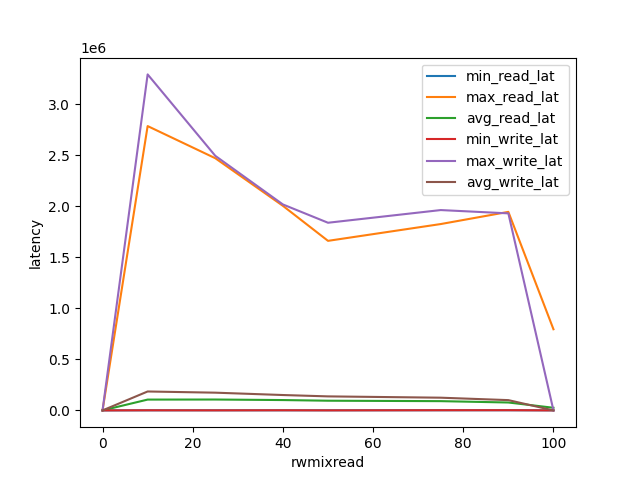 1e6
3.0
2.5
2.0
1.5
1.0
0.5
0.0
latency
0 20 40 60 80 100
rwmixread
min_read_lat
max_read_lat
avg_read_lat
min_write_lat
max_write_lat
avg_write_lat